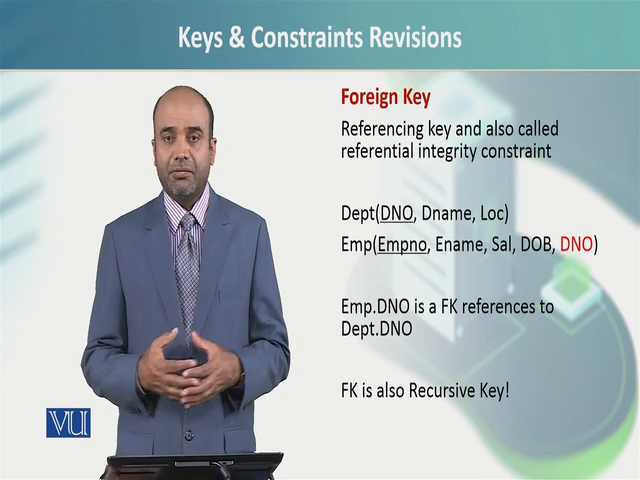 Keys & Constraints Revisions
Foreign Key
Referencing key and also called
referential integrity constraint
Dept(DNO, Dname, Loc)
Emp(Empno, Ename, Sal, DOB, DNO)
Emp.DNO is a FK references to
Dept.DNO
FK is also Recursive Key!
VU